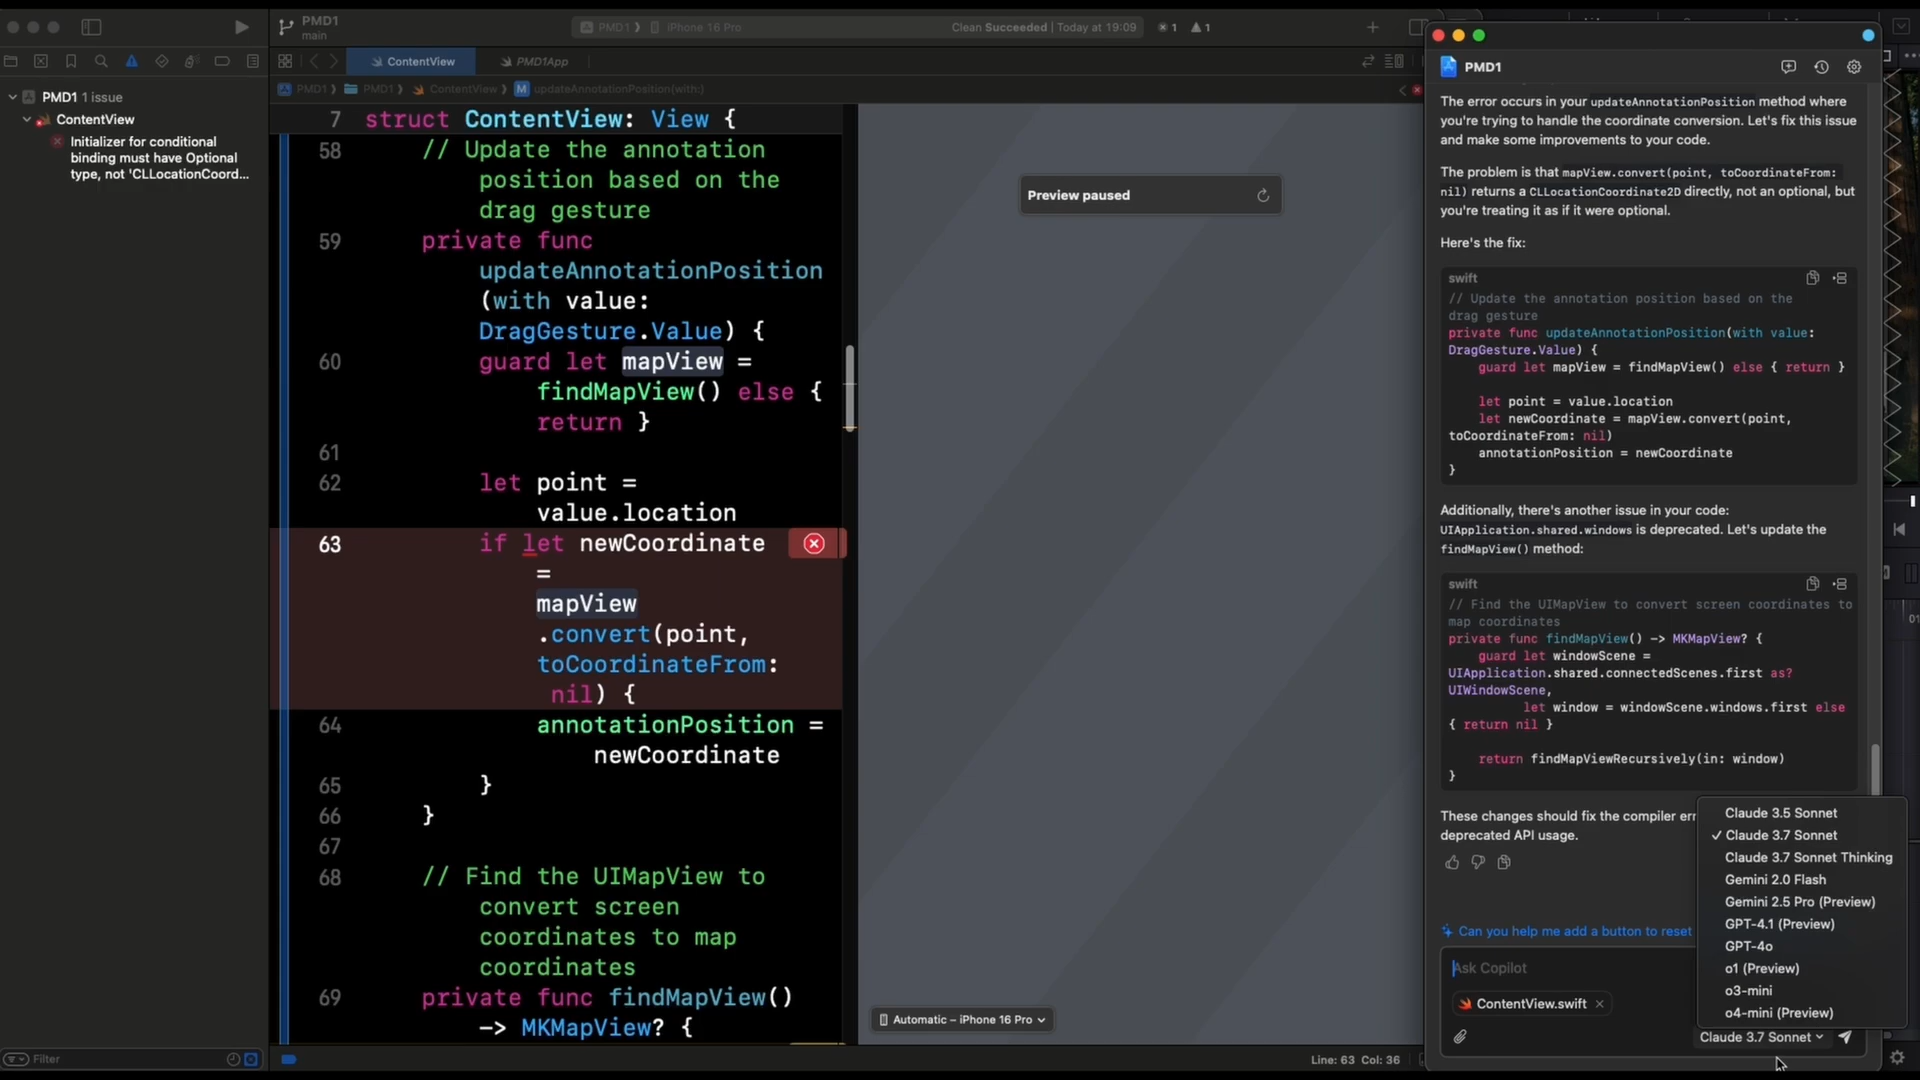 PMD1
main
PMD1 ⟩ iPhone 16 Pro
Clean Succeeded | Today at 19:09
1
1
ContentView
PMD1App
PMD1 ⟩ PMD1 ⟩ ContentView ⟩ M updateAnnotationPosition(with:)
PMD1 1 issue
ContentView
Initializer for conditional
binding must have Optional
type, not 'CLLocationCoord...
Filter
7 struct ContentView: View {
58 // Update the annotation
position based on the
drag gesture
59 private func
updateAnnotationPosition
(with value:
DragGesture.Value) {
60 guard let mapView =
findMapView() else {
return }
61
62 let point =
value.location
63 if let newCoordinate
=
mapView
.convert(point,
toCoordinateFrom:
nil) {
64 annotationPosition =
newCoordinate
65 }
66 }
67
68 // Find the UIMapView to
convert screen
coordinates to map
coordinates
69 private func findMapView()
-> MKMapView? {
Preview paused
Automatic – iPhone 16 Pro
Line: 63 Col: 36
PMD1
The error occurs in your updateAnnotationPosition method where
you're trying to handle the coordinate conversion. Let's fix this issue
and make some improvements to your code.
The problem is that mapView.convert(point, toCoordinateFrom:
nil) returns a CLLocationCoordinate2D directly, not an optional, but
you're treating it as if it were optional.
Here's the fix:
swift
// Update the annotation position based on the
drag gesture
private func updateAnnotationPosition(with value:
DragGesture.Value) {
guard let mapView = findMapView() else { return }
let point = value.location
let newCoordinate = mapView.convert(point,
toCoordinateFrom: nil)
annotationPosition = newCoordinate
}
Additionally, there's another issue in your code:
UIApplication.shared.windows is deprecated. Let's update the
findMapView() method:
swift
// Find the UIMapView to convert screen coordinates to
map coordinates
private func findMapView() -> MKMapView? {
guard let windowScene =
UIApplication.shared.connectedScenes.first as?
UIWindowScene,
let window = windowScene.windows.first else
{ return nil }
return findMapViewRecursively(in: window)
}
These changes should fix the compiler err
deprecated API usage.
Can you help me add a button to reset
Ask Copilot
ContentView.swift
Claude 3.5 Sonnet
✓ Claude 3.7 Sonnet
Claude 3.7 Sonnet Thinking
Gemini 2.0 Flash
Gemini 2.5 Pro (Preview)
GPT-4.1 (Preview)
GPT-4o
o1 (Preview)
o3-mini
o4-mini (Preview)
Claude 3.7 Sonnet